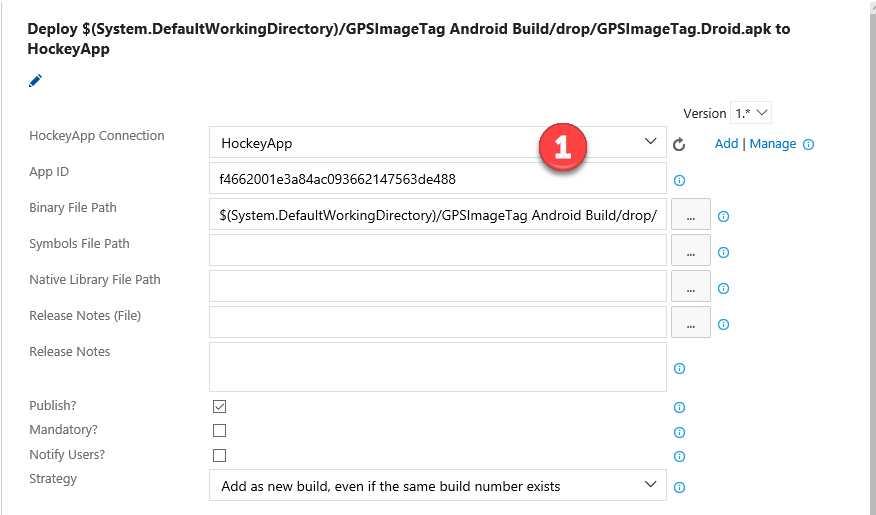 Deploy $(System.DefaultWorkingDirectory)/GPSImageTag Android Build/drop/GPSImageTag.Droid.apk to
HockeyApp
Version 1.*
HockeyApp Connection HockeyApp 1 Add | Manage
App ID f4662001e3a84ac093662147563de488
Binary File Path $(System.DefaultWorkingDirectory)/GPSImageTag Android Build/drop/ ...
Symbols File Path ...
Native Library File Path ...
Release Notes (File) ...
Release Notes
Publish?
Mandatory?
Notify Users?
Strategy Add as new build, even if the same build number exists